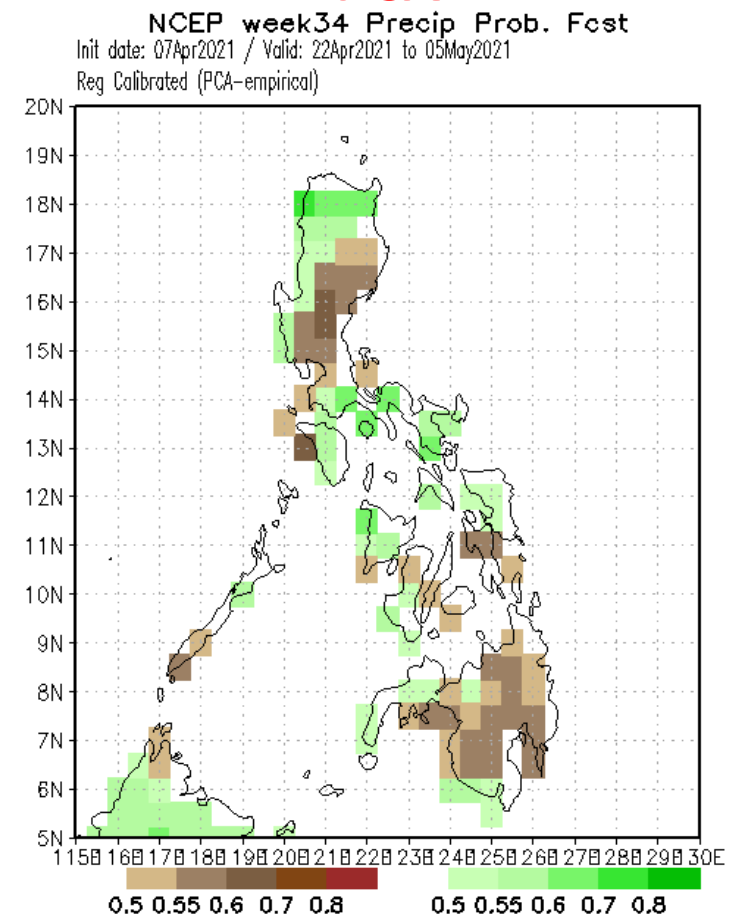 NCEP week34 Precip Prob. Fcst
Init date: 07Apr2021 / Valid: 22Apr2021 to 05May2021
Reg Calibrated (PCA-empirical)
20N
19N
18N
17N
16N
15N
14N
13N
12N
11N
10N
9N
8N
7N
6N
5N
115E 116E 117E 118E 119E 120E 121E 122E 123E 124E 125E 126E 127E 128E 129E 130E
0.5 0.55 0.6 0.7 0.8 0.5 0.55 0.6 0.7 0.8